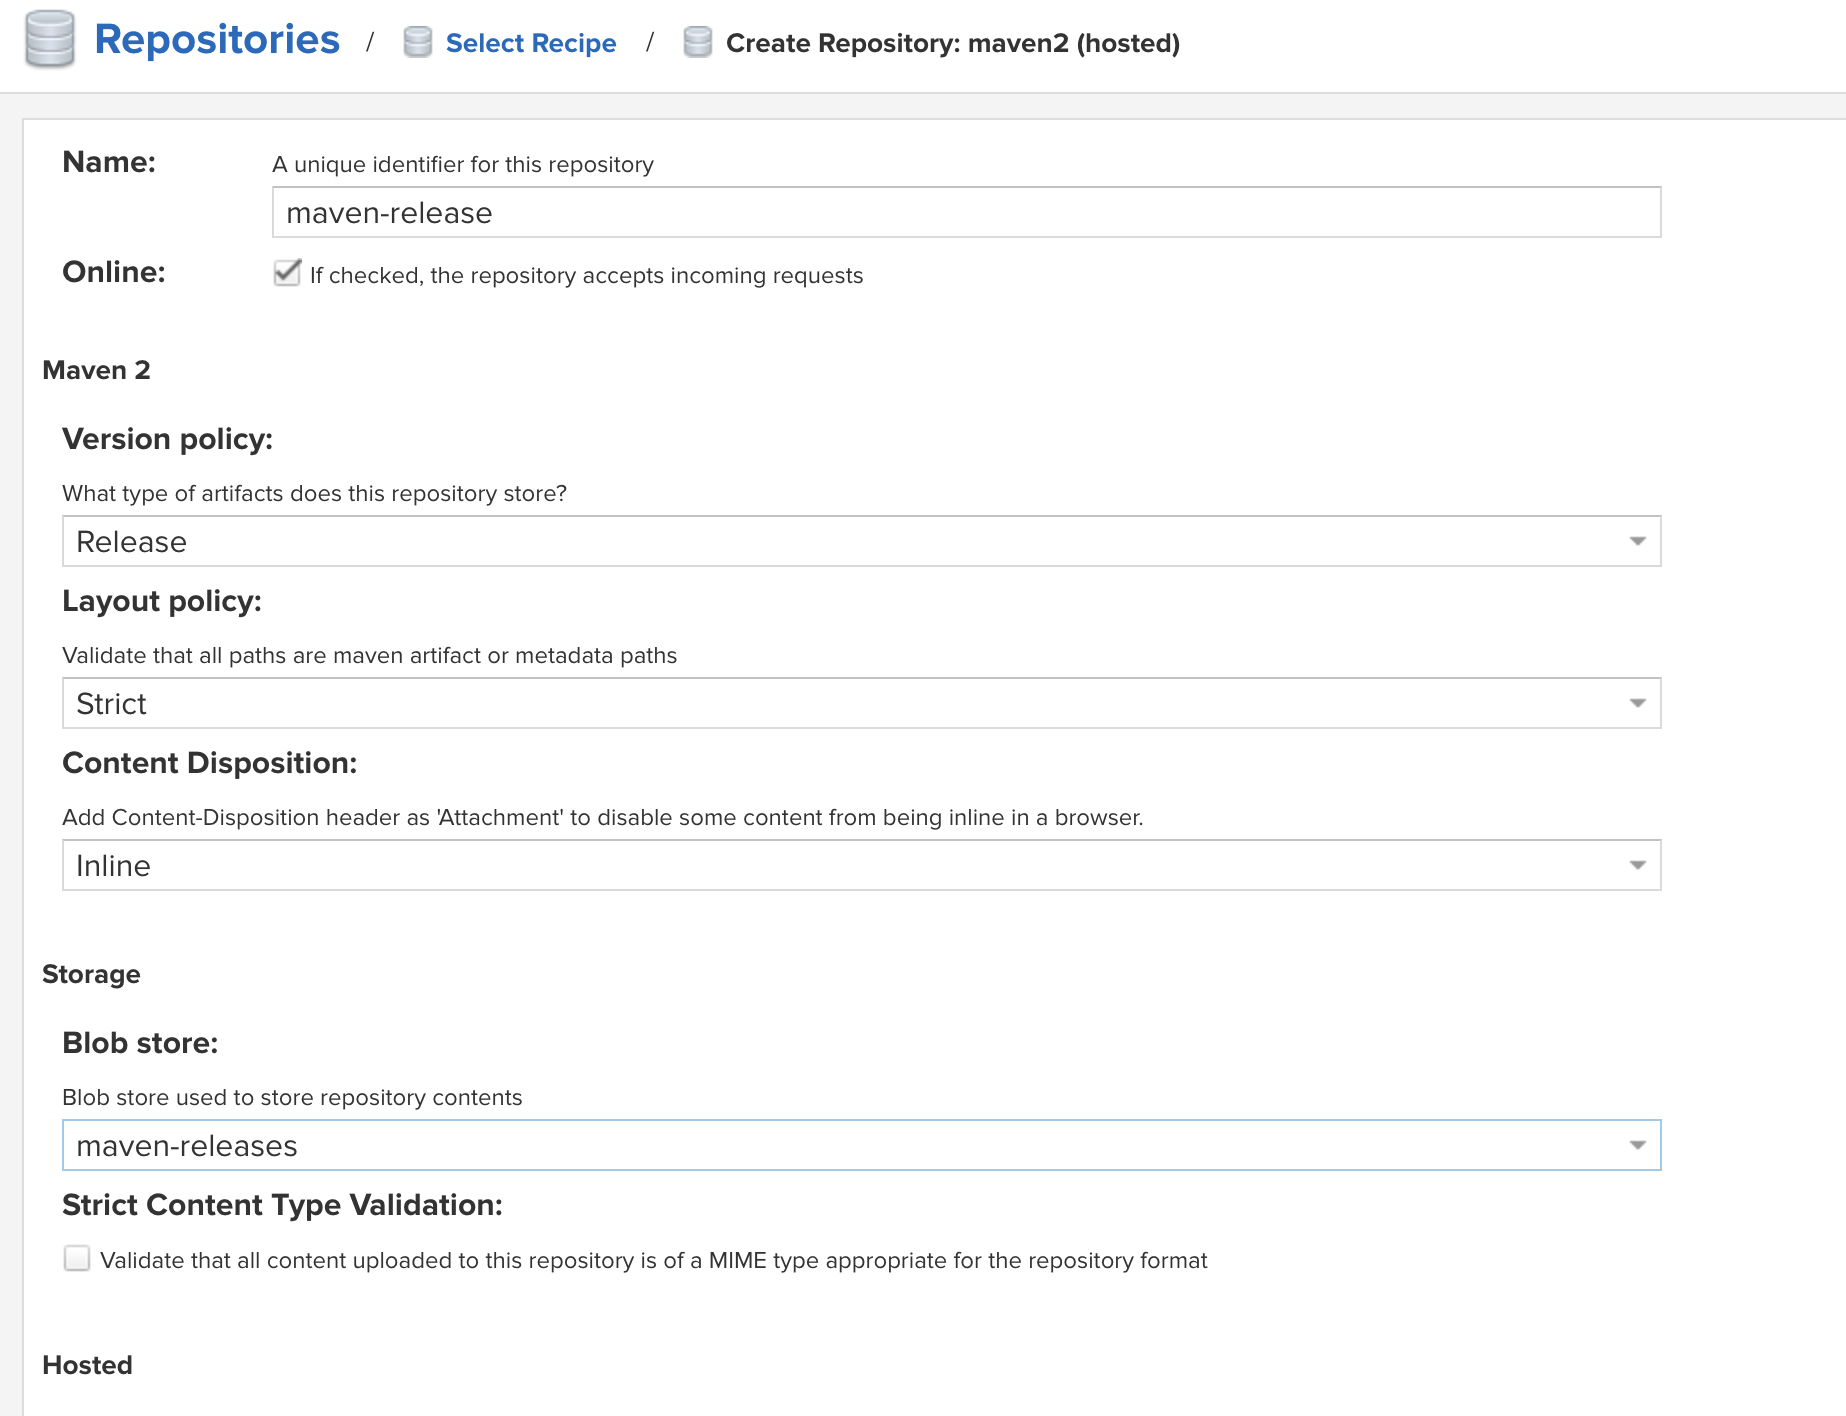 Repositories / Select Recipe / Create Repository: maven2 (hosted)
Name: A unique identifier for this repository
maven-release
Online: If checked, the repository accepts incoming requests
Maven 2
Version policy:
What type of artifacts does this repository store?
Release
Layout policy:
Validate that all paths are maven artifact or metadata paths
Strict
Content Disposition:
Add Content-Disposition header as 'Attachment' to disable some content from being inline in a browser.
Inline
Storage
Blob store:
Blob store used to store repository contents
maven-releases
Strict Content Type Validation:
Validate that all content uploaded to this repository is of a MIME type appropriate for the repository format
Hosted